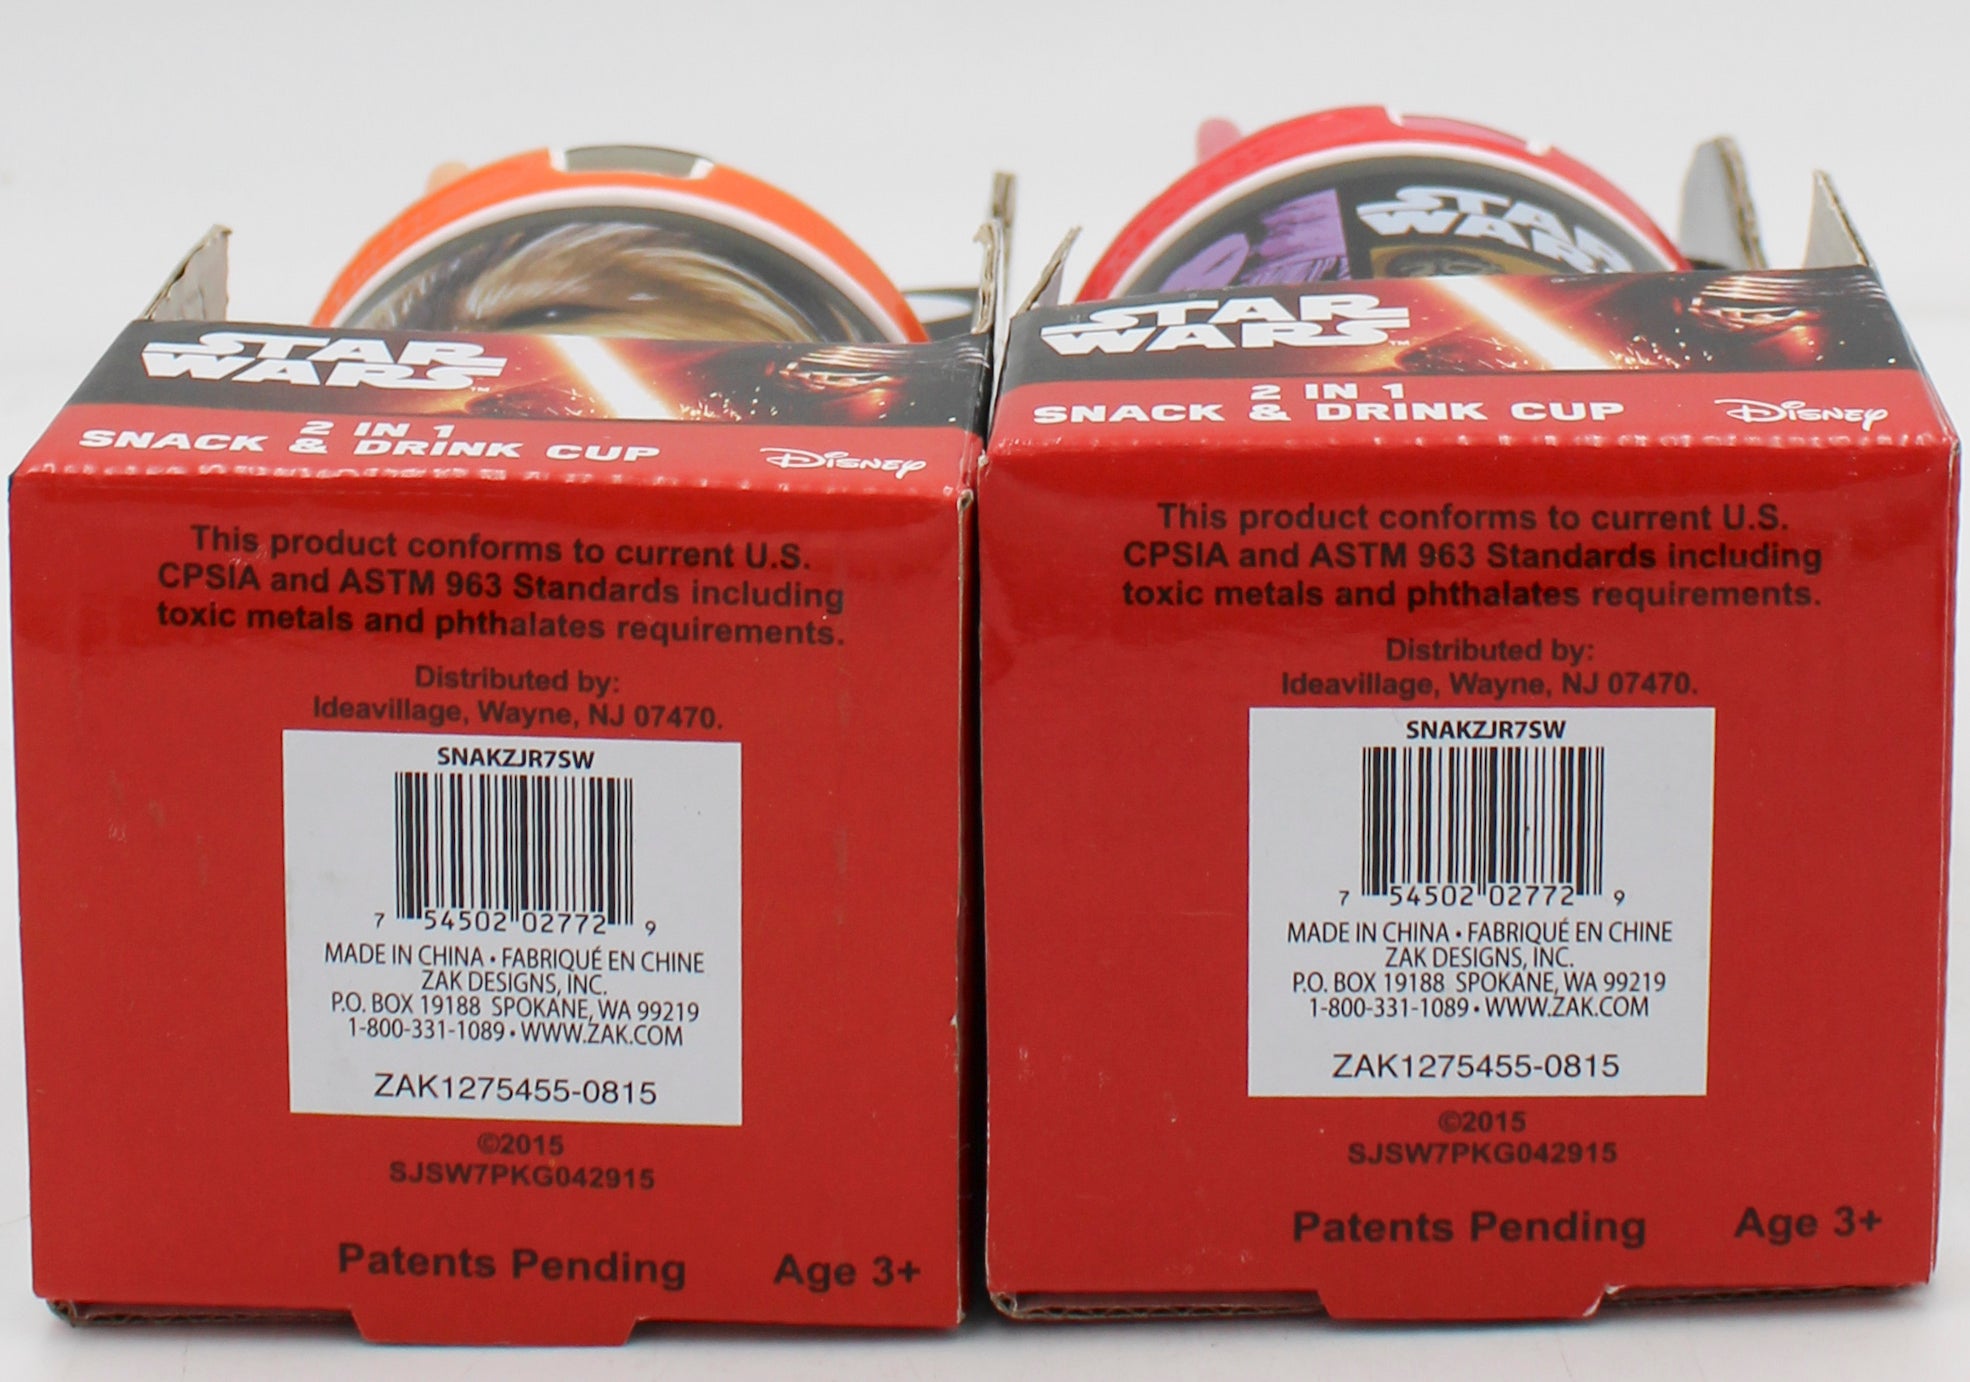 STAR
WARS™
2 IN 1
SNACK & DRINK CUP
Disney
This product conforms to current U.S.
CPSIA and ASTM 963 Standards including
toxic metals and phthalates requirements.
Distributed by:
Ideavillage, Wayne, NJ 07470.
SNAKZJR7SW
7 54502 02772 9
MADE IN CHINA • FABRIQUÉ EN CHINE
ZAK DESIGNS, INC.
P.O. BOX 19188 SPOKANE, WA 99219
1-800-331-1089 • WWW.ZAK.COM
ZAK1275455-0815
©2015
SJSW7PKG042915
Patents Pending
Age 3+
STAR
WARS
STAR
WARS™
2 IN 1
SNACK & DRINK CUP
Disney
This product conforms to current U.S.
CPSIA and ASTM 963 Standards including
toxic metals and phthalates requirements.
Distributed by:
Ideavillage, Wayne, NJ 07470.
SNAKZJR7SW
7 54502 02772 9
MADE IN CHINA • FABRIQUÉ EN CHINE
ZAK DESIGNS, INC.
P.O. BOX 19188 SPOKANE, WA 99219
1-800-331-1089 • WWW.ZAK.COM
ZAK1275455-0815
©2015
SJSW7PKG042915
Patents Pending
Age 3+